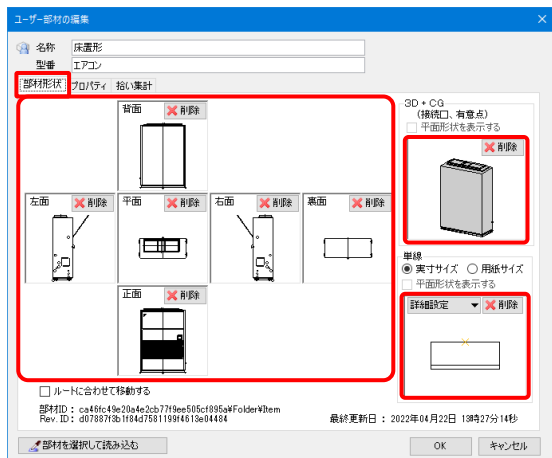 ユーザー部材の編集
名称 床置形
型番 エアコン
部材形状 プロパティ 拾い集計
背面 削除
左面 削除 平面 削除 右面 削除 裏面 削除
正面 削除
3D + CG
(接続口、有意点)
平面形状を表示する
削除
単線
実寸サイズ 用紙サイズ
平面形状を表示する
詳細設定 削除
ルートに合わせて移動する
部材ID : ca46fc49e20a4e2cb77f9ee505cf895a¥Folder¥Item
Rev. ID : d07887f3b1f84d7581199f4613e04484
最終更新日 : 2022年04月22日 13時27分14秒
部材を選択して読み込む OK キャンセル